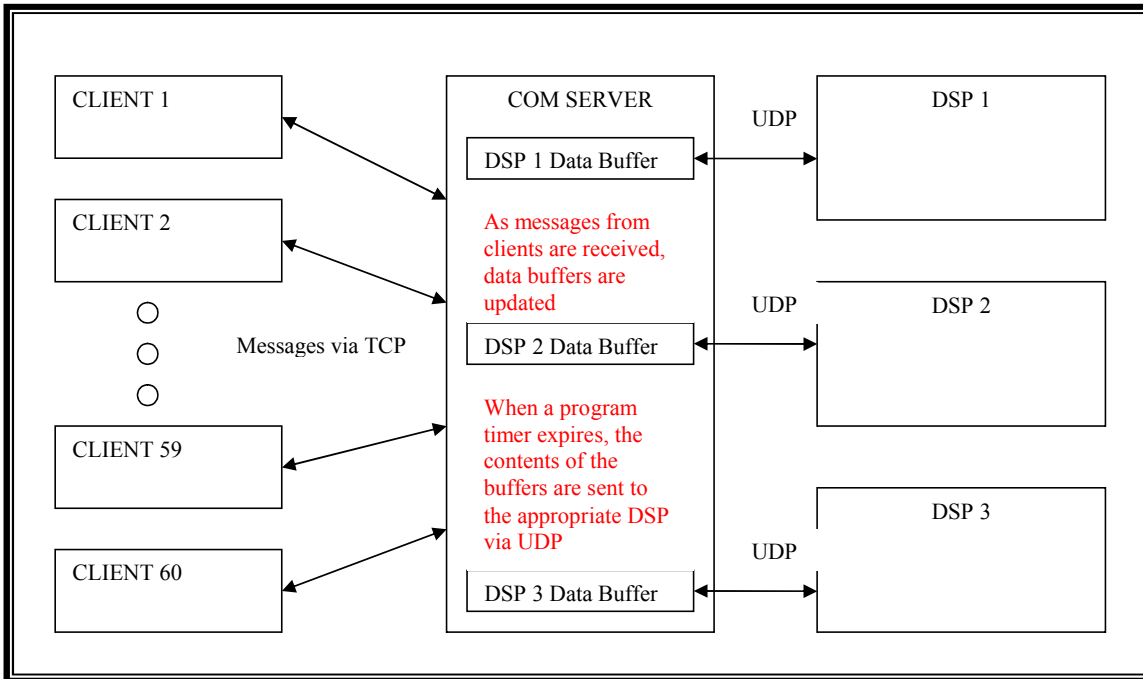 CLIENT 1
CLIENT 2
Messages via TCP
CLIENT 59
CLIENT 60
COM SERVER
DSP 1 Data Buffer
As messages from
clients are received,
data buffers are
updated
DSP 2 Data Buffer
When a program
timer expires, the
contents of the
buffers are sent to
the appropriate DSP
via UDP
DSP 3 Data Buffer
UDP
DSP 1
UDP
DSP 2
UDP
DSP 3